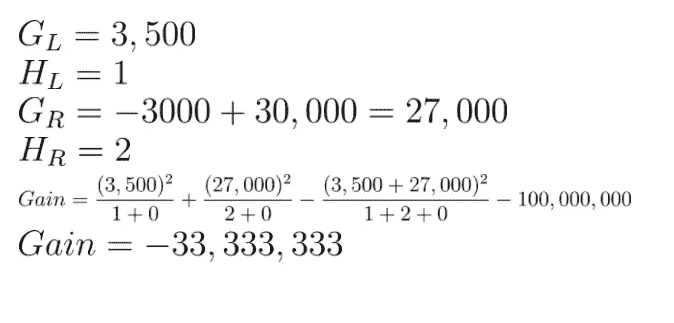 G_L = 3,500
H_L = 1
G_R = −3000 + 30,000 = 27,000
H_R = 2
Gain = (3,500)²/(1 + 0) + (27,000)²/(2 + 0) − (3,500 + 27,000)²/(1 + 2 + 0) − 100,000,000
Gain = −33,333,333